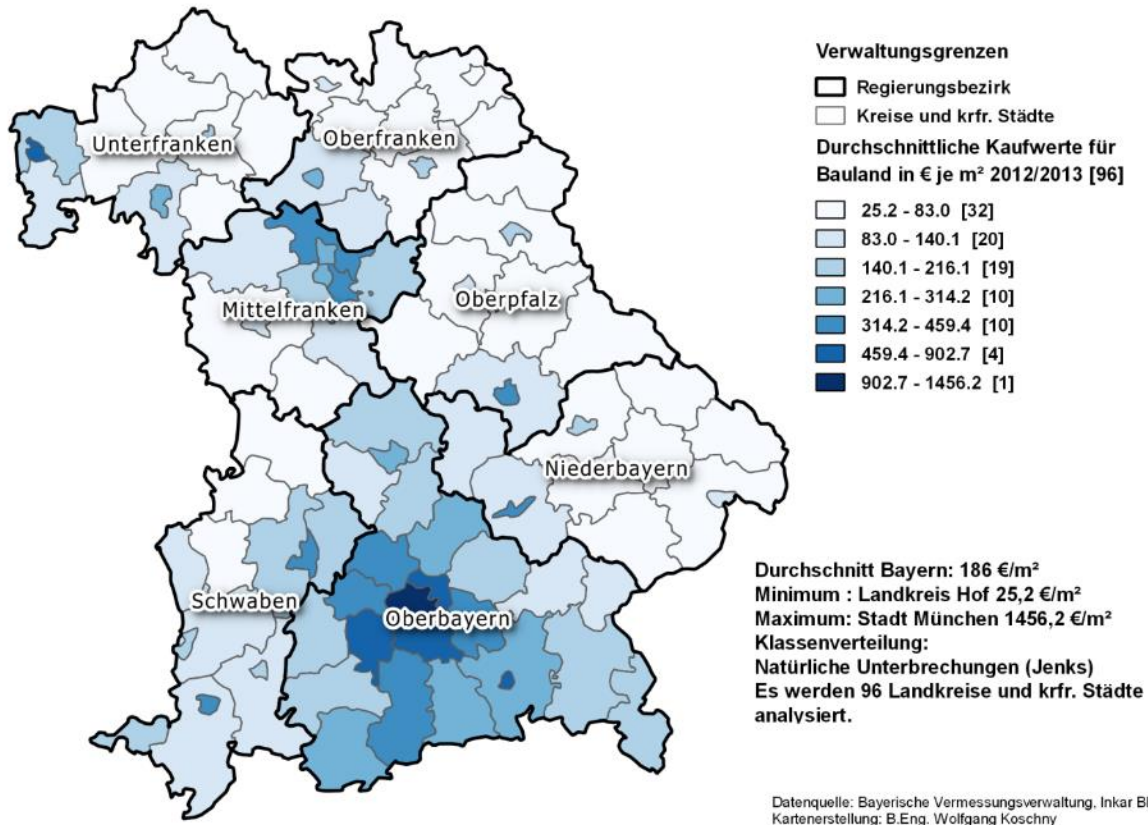 Unterfranken
Oberfranken
Mittelfranken
Oberpfalz
Niederbayern
Schwaben
Oberbayern
Verwaltungsgrenzen
Regierungsbezirk
Kreise und krfr. Städte
Durchschnittliche Kaufwerte für
Bauland in € je m² 2012/2013 [96]
25.2 - 83.0 [32]
83.0 - 140.1 [20]
140.1 - 216.1 [19]
216.1 - 314.2 [10]
314.2 - 459.4 [10]
459.4 - 902.7 [4]
902.7 - 1456.2 [1]
Durchschnitt Bayern: 186 €/m²
Minimum : Landkreis Hof 25,2 €/m²
Maximum: Stadt München 1456,2 €/m²
Klassenverteilung:
Natürliche Unterbrechungen (Jenks)
Es werden 96 Landkreise und krfr. Städte
analysiert.
Datenquelle: Bayerische Vermessungsverwaltung, Inkar
Kartenerstellung: B.Eng. Wolfgang Koschny